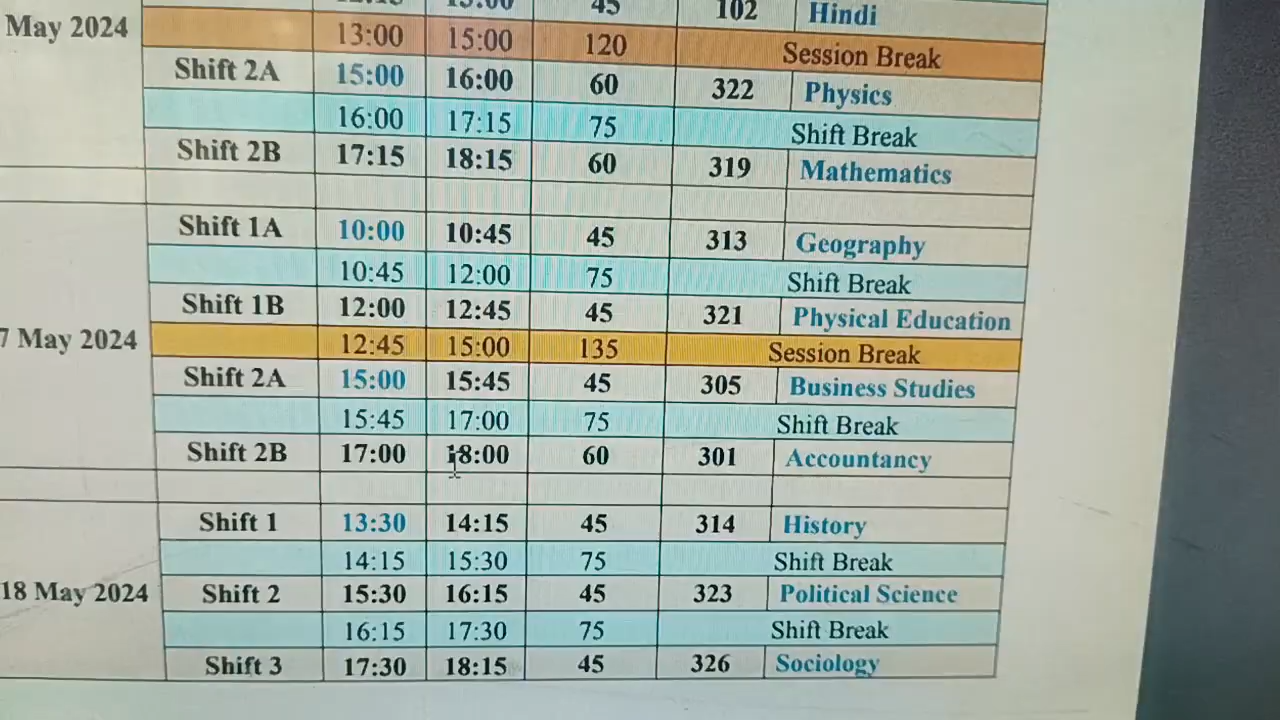 45 102 Hindi
May 2024 13:00 15:00 120 Session Break
Shift 2A 15:00 16:00 60 322 Physics
16:00 17:15 75 Shift Break
Shift 2B 17:15 18:15 60 319 Mathematics
Shift 1A 10:00 10:45 45 313 Geography
10:45 12:00 75 Shift Break
Shift 1B 12:00 12:45 45 321 Physical Education
7 May 2024 12:45 15:00 135 Session Break
Shift 2A 15:00 15:45 45 305 Business Studies
15:45 17:00 75 Shift Break
Shift 2B 17:00 18:00 60 301 Accountancy
Shift 1 13:30 14:15 45 314 History
14:15 15:30 75 Shift Break
18 May 2024 Shift 2 15:30 16:15 45 323 Political Science
16:15 17:30 75 Shift Break
Shift 3 17:30 18:15 45 326 Sociology